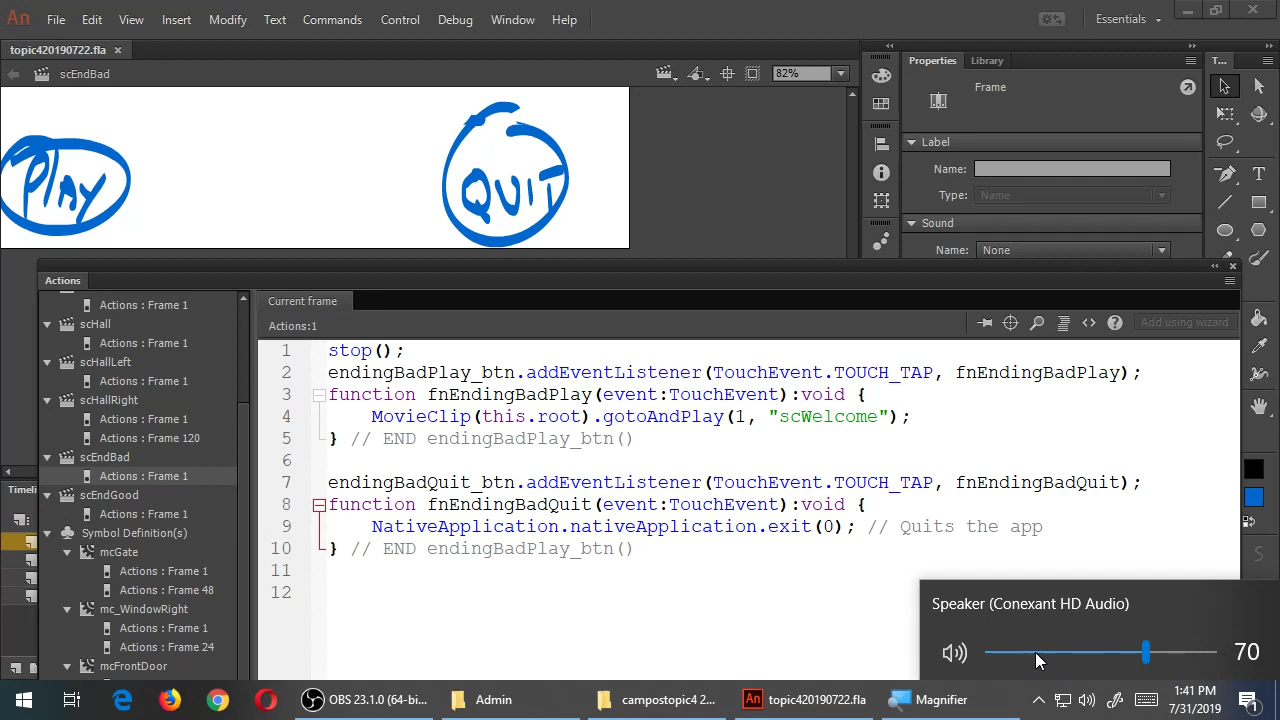 An File Edit View Insert Modify Text Commands Control Debug Window Help Essentials
topic420190722.fla ×
scEndBad 82%
Properties Library T...
Frame
Label
Name:
Type: Name
Sound
Name: None
PLAY QUIT
Actions
Current frame
Actions:1 Add using wizard
Actions : Frame 1
scHall
Actions : Frame 1
scHallLeft
Actions : Frame 1
scHallRight
Actions : Frame 1
Actions : Frame 120
scEndBad
Actions : Frame 1
scEndGood
Actions : Frame 1
Symbol Definition(s)
mcGate
Actions : Frame 1
Actions : Frame 48
mc_WindowRight
Actions : Frame 1
Actions : Frame 24
mcFrontDoor
Timelin
1 stop();
2 endingBadPlay_btn.addEventListener(TouchEvent.TOUCH_TAP, fnEndingBadPlay);
3 function fnEndingBadPlay(event:TouchEvent):void {
4 MovieClip(this.root).gotoAndPlay(1, "scWelcome");
5 } // END endingBadPlay_btn()
6
7 endingBadQuit_btn.addEventListener(TouchEvent.TOUCH_TAP, fnEndingBadQuit);
8 function fnEndingBadQuit(event:TouchEvent):void {
9 NativeApplication.nativeApplication.exit(0); // Quits the app
10 } // END endingBadPlay_btn()
11
12
Speaker (Conexant HD Audio)
70
OBS 23.1.0 (64-bi... Admin campostopic4 2... topic420190722.fla Magnifier
1:41 PM
7/31/2019
1